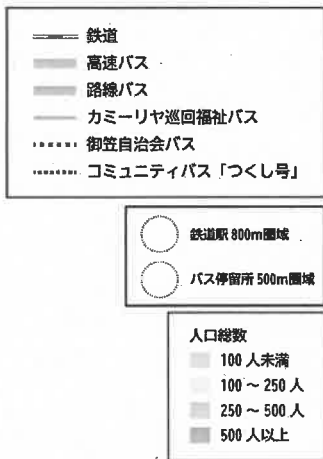 鉄道
高速バス
路線バス
カミーリヤ巡回福祉バス
御笠自治会バス
コミュニティバス「つくし号」
鉄道駅 800m圏域
バス停留所 500m圏域
人口総数
100 人未満
100 ~ 250 人
250 ~ 500 人
500 人以上